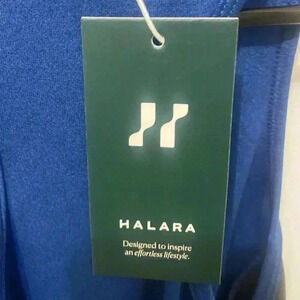 HALARA
Designed to inspire
an effortless lifestyle.